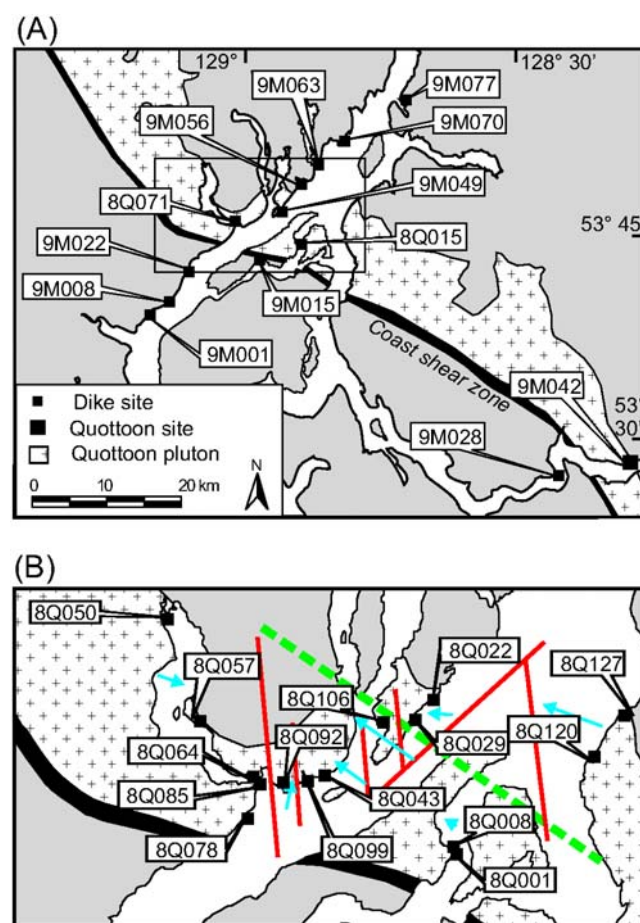 (A)
129° 128° 30'
9M063 9M077
9M056 9M070
8Q071 9M049
53° 45'
9M022 8Q015
9M008 9M015
9M001
Coast shear zone
9M042
53°
30'
9M028
Dike site
Quottoon site
Quottoon pluton
N
0 10 20 km
(B)
8Q050
8Q022
8Q057 8Q127
8Q106
8Q092 8Q120
8Q064 8Q029
8Q085 8Q043
8Q008
8Q078 8Q099
8Q001